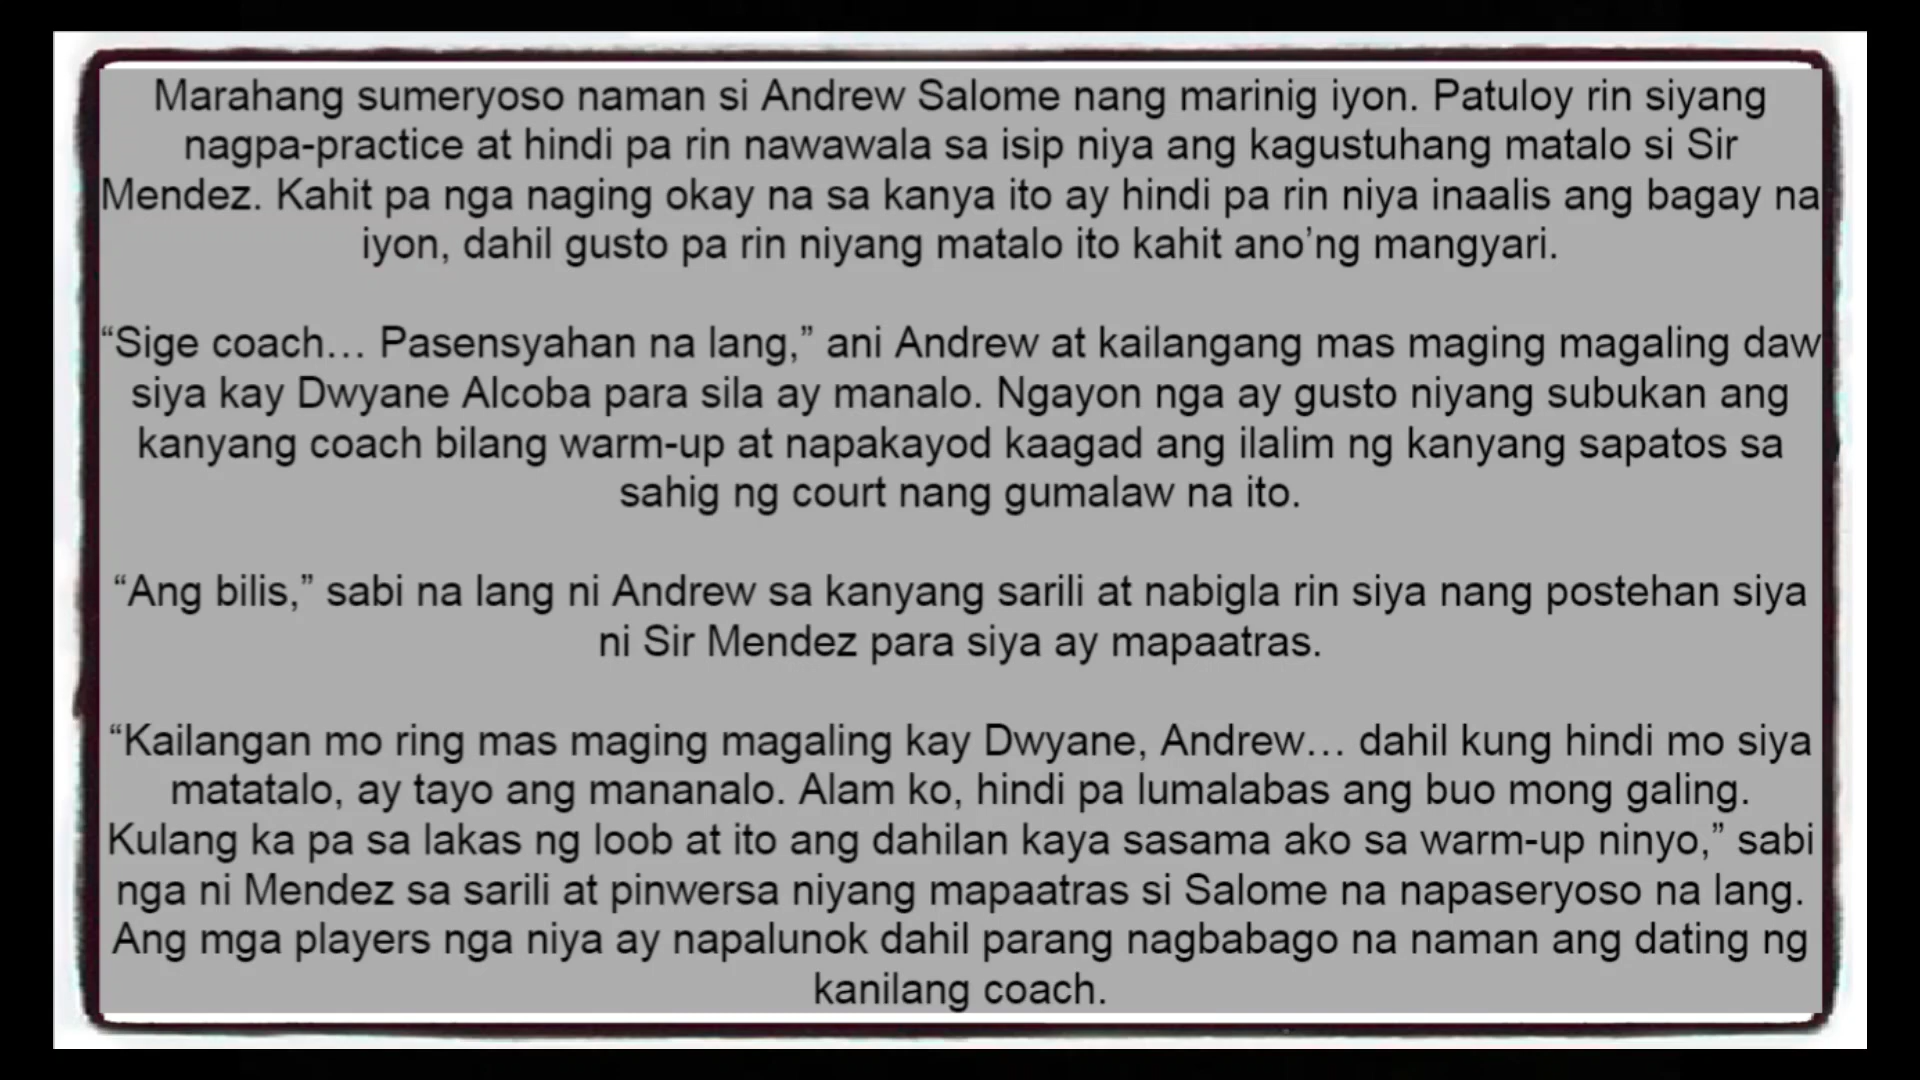 Marahang sumeryoso naman si Andrew Salome nang marinig iyon. Patuloy rin siyang
nagpa-practice at hindi pa rin nawawala sa isip niya ang kagustuhang matalo si Sir
Mendez. Kahit pa nga naging okay na sa kanya ito ay hindi pa rin niya inaalis ang bagay na
iyon, dahil gusto pa rin niyang matalo ito kahit ano’ng mangyari.
“Sige coach… Pasensyahan na lang,” ani Andrew at kailangang mas maging magaling daw
siya kay Dwyane Alcoba para sila ay manalo. Ngayon nga ay gusto niyang subukan ang
kanyang coach bilang warm-up at napakayod kaagad ang ilalim ng kanyang sapatos sa
sahig ng court nang gumalaw na ito.
“Ang bilis,” sabi na lang ni Andrew sa kanyang sarili at nabigla rin siya nang postehan siya
ni Sir Mendez para siya ay mapaatras.
“Kailangan mo ring mas maging magaling kay Dwyane, Andrew… dahil kung hindi mo siya
matatalo, ay tayo ang mananalo. Alam ko, hindi pa lumalabas ang buo mong galing.
Kulang ka pa sa lakas ng loob at ito ang dahilan kaya sasama ako sa warm-up ninyo,” sabi
nga ni Mendez sa sarili at pinwersa niyang mapaatras si Salome na napaseryoso na lang.
Ang mga players nga niya ay napalunok dahil parang nagbabago na naman ang dating ng
kanilang coach.